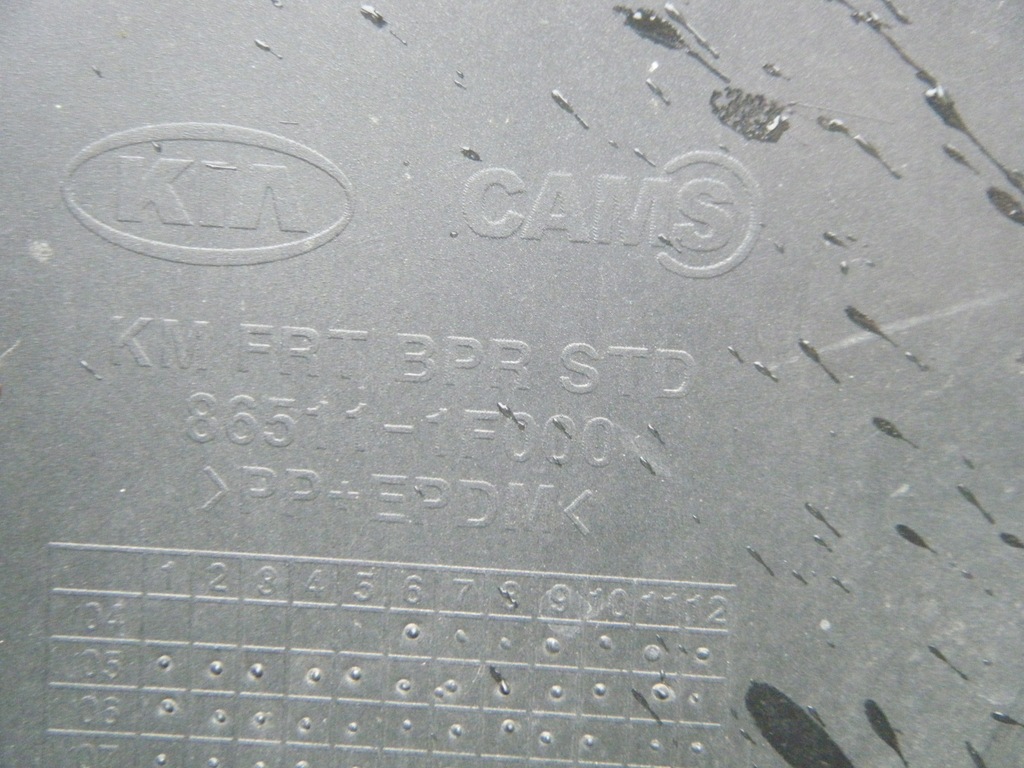 KIA CAMS
KM FRT BPR STD
86511-1F000
>PP+EPDM<
1 2 3 4 5 6 7 8 9 10 11 12
04
05
06
07